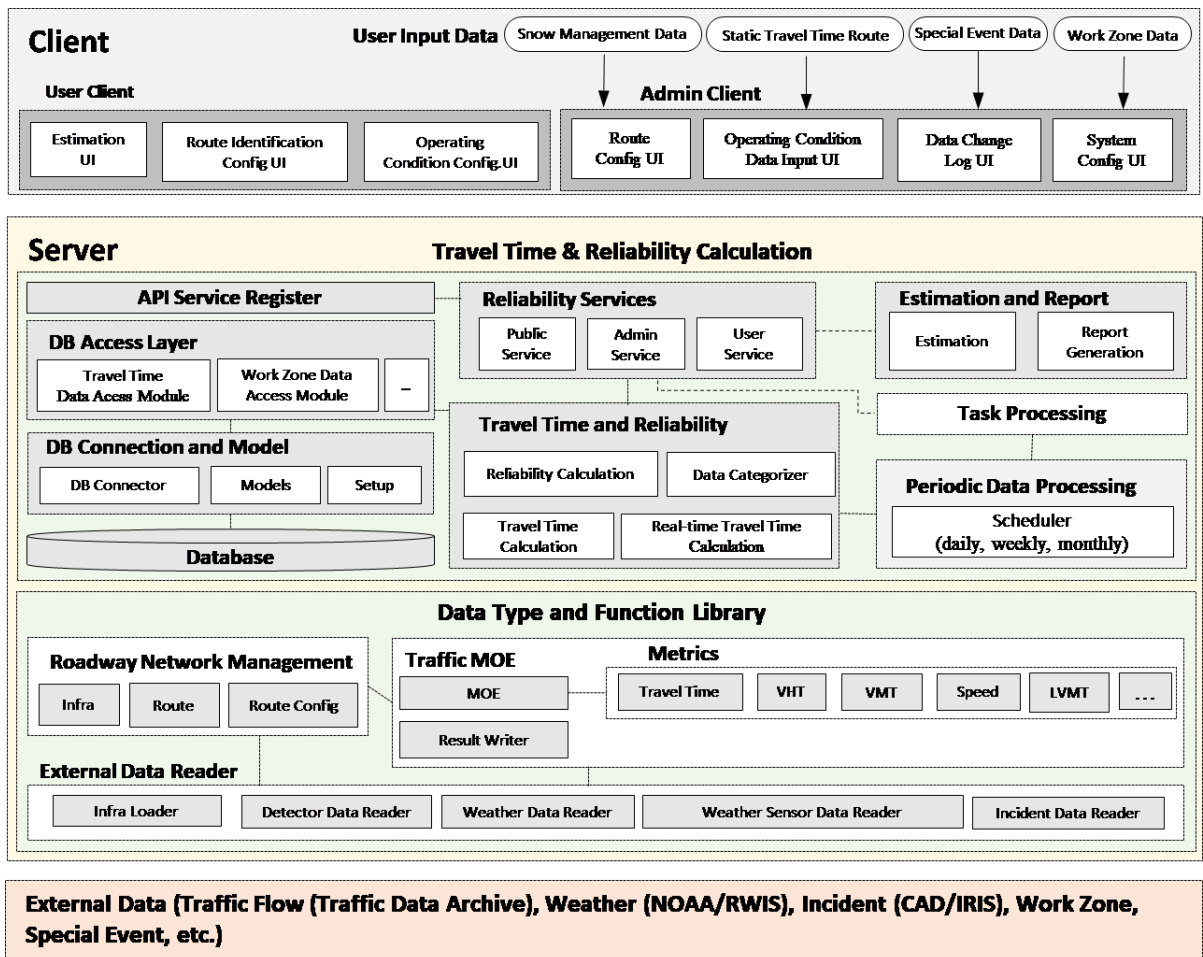 Client
User Input Data
Snow Management Data
Static Travel Time Route
Special Event Data
Work Zone Data
User Client
Admin Client
Estimation
UI
Route Identification
Config UI
Operating
Condition Config.UI
Route
Config UI
Operating Condition
Data Input UI
Data Change
Log UI
System
Config UI
Server
Travel Time & Reliability Calculation
API Service Register
Reliability Services
Public
Service
Admin
Service
User
Service
Estimation and Report
Estimation
Report
Generation
DB Access Layer
Travel Time
Data Acess Module
Work Zone Data
Access Module
...
Task Processing
Travel Time and Reliability
Reliability Calculation
Data Categorizer
Travel Time
Calculation
Real-time Travel Time
Calculation
DB Connection and Model
DB Connector
Models
Setup
Database
Periodic Data Processing
Scheduler
(daily, weekly, monthly)
Data Type and Function Library
Roadway Network Management
Infra
Route
Route Config
Traffic MOE
MOE
Result Writer
Metrics
Travel Time
VHT
VMT
Speed
LVMT
...
External Data Reader
Infra Loader
Detector Data Reader
Weather Data Reader
Weather Sensor Data Reader
Incident Data Reader
External Data (Traffic Flow (Traffic Data Archive), Weather (NOAA/RWIS), Incident (CAD/IRIS), Work Zone,
Special Event, etc.)